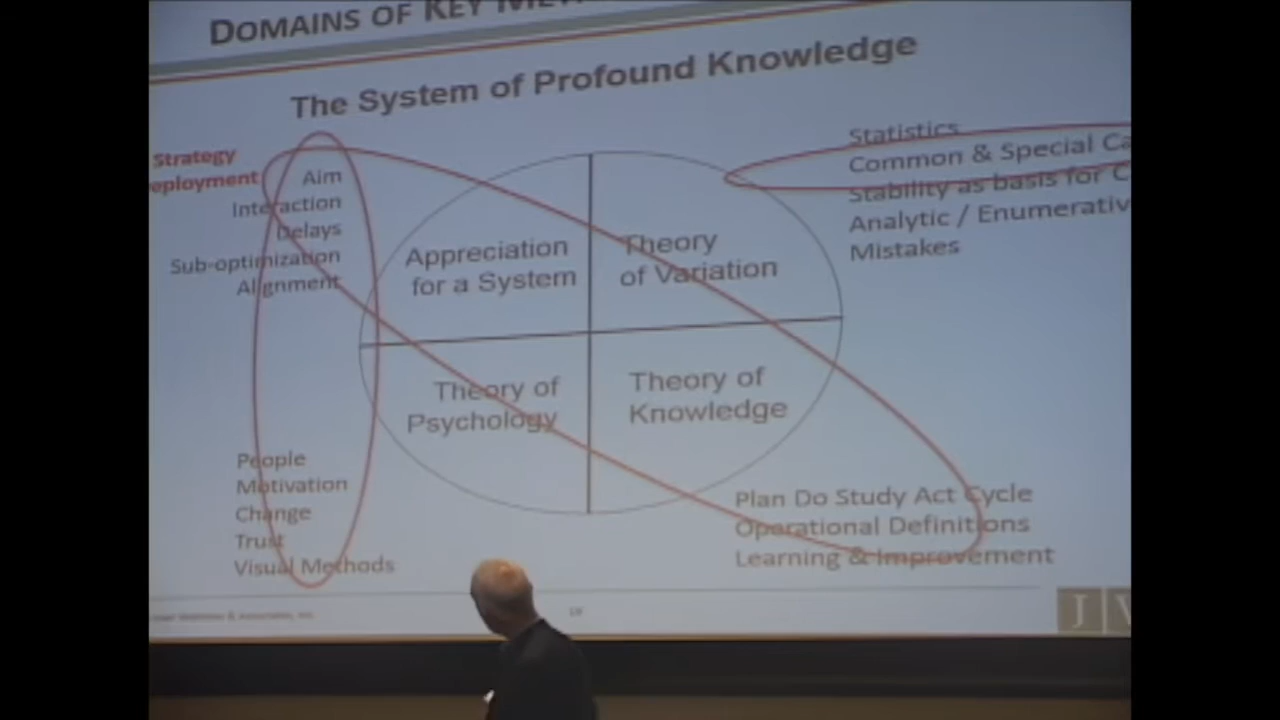 DOMAINS OF KEY
The System of Profound Knowledge
Strategy
eployment
Aim
Interaction
Delays
Sub-optimization
Alignment
Appreciation
for a System
Theory
of Variation
Statistics
Common & Special Ca
Stability as basis for C
Analytic / Enumerativ
Mistakes
Theory of
Psychology
Theory of
Knowledge
People
Motivation
Change
Trust
Visual Methods
Plan Do Study Act Cycle
Operational Definitions
Learning & Improvement
J